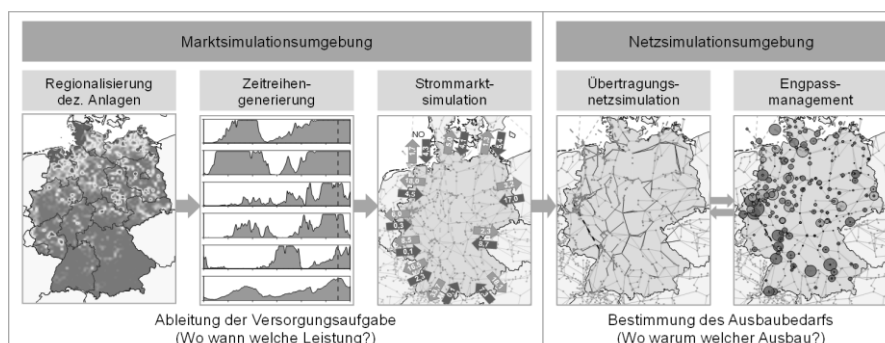 Marktsimulationsumgebung
Netzsimulationsumgebung
Regionalisierung
dez. Anlagen
Zeitreihen-
generierung
Strommarkt-
simulation
Übertragungs-
netzsimulation
Engpass-
management
NO
Ableitung der Versorgungsaufgabe
(Wo wann welche Leistung?)
Bestimmung des Ausbaubedarfs
(Wo warum welcher Ausbau?)